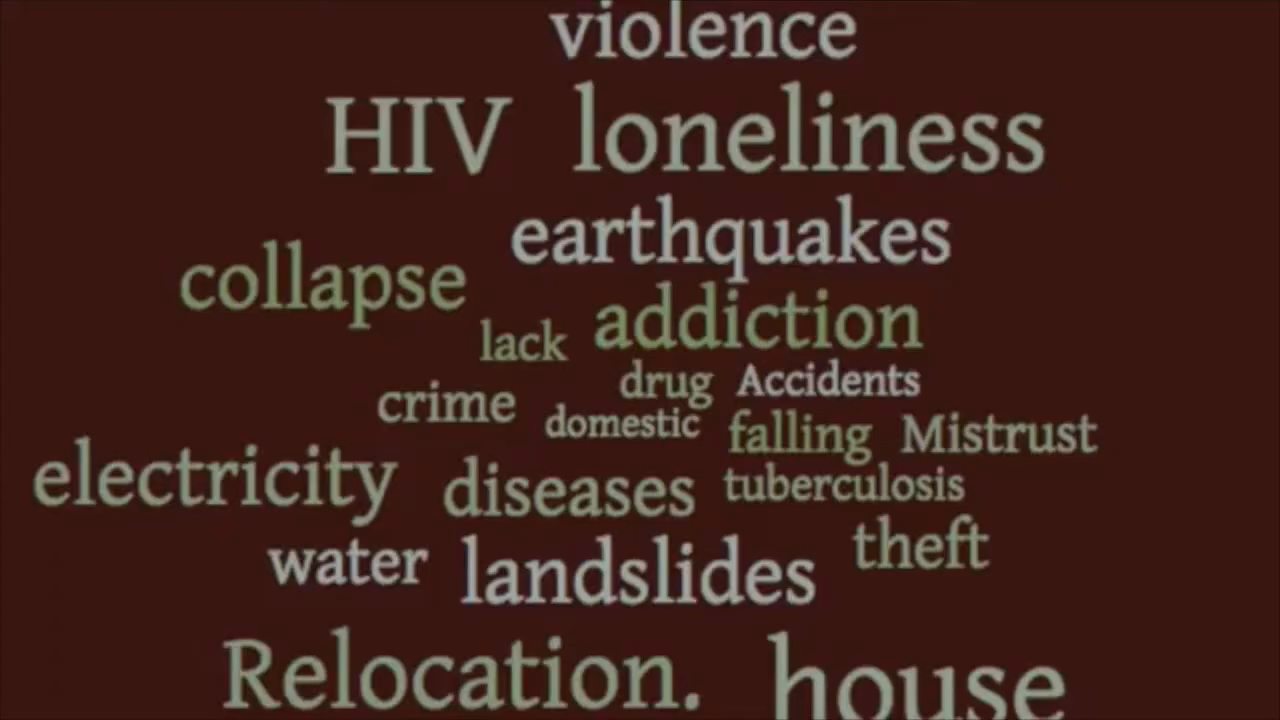 violence
HIV loneliness
earthquakes
collapse
lack addiction
drug Accidents
crime domestic falling Mistrust
electricity diseases tuberculosis
water landslides theft
Relocation. house